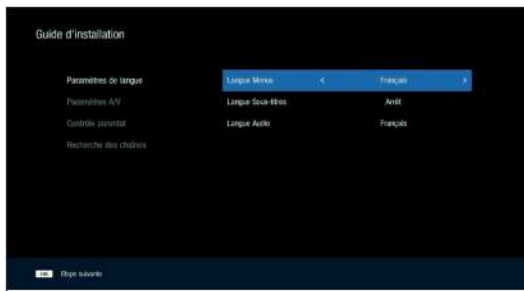 Guide d'installation
Paramètres de langue
Langue Menus < Français >
Paramètres A/V
Langue Sous-titres Arrêt
Contrôle parental
Langue Audio Français
Recherche des chaînes
Etape suivante